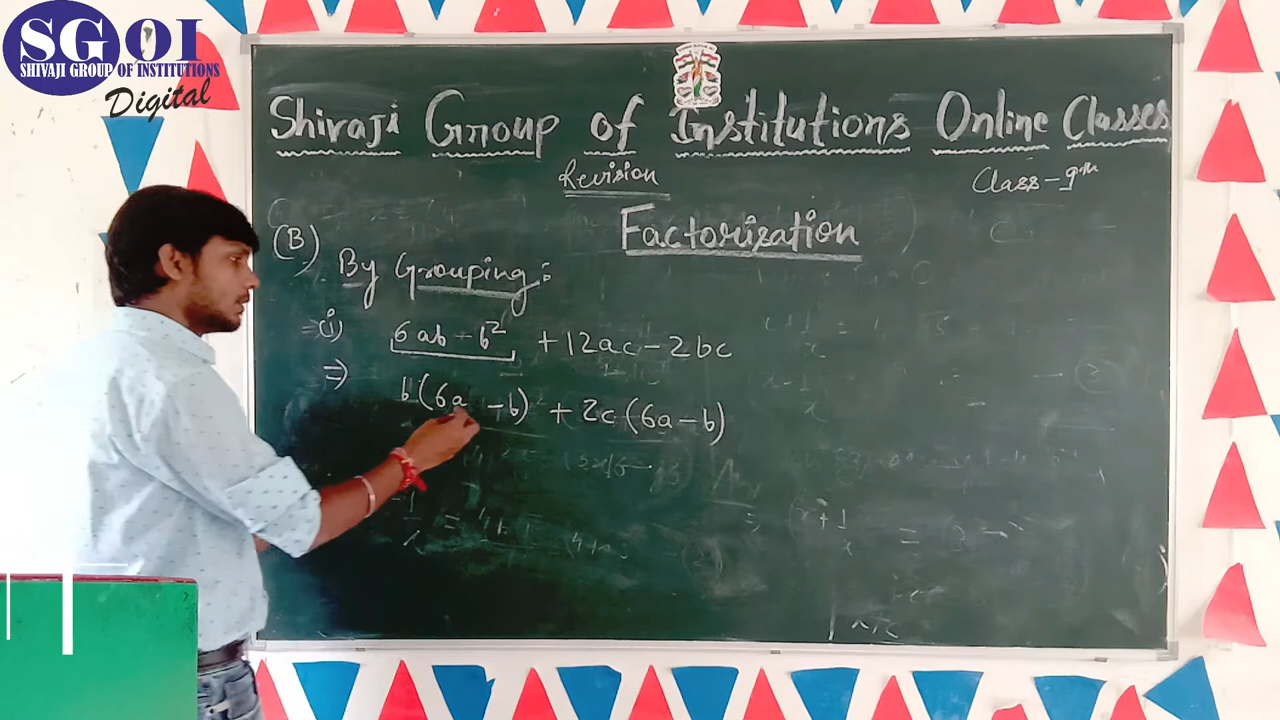 SGOI
SHIVAJI GROUP OF INSTITUTIONS
Digital
Shivaji Group of Institutions Online Classes
Revision
Class-9th
Factorization
(B)
By Grouping:
(i) 6ab - b² + 12ac - 2bc
⇒ b(6a - b) + 2c(6a - b)